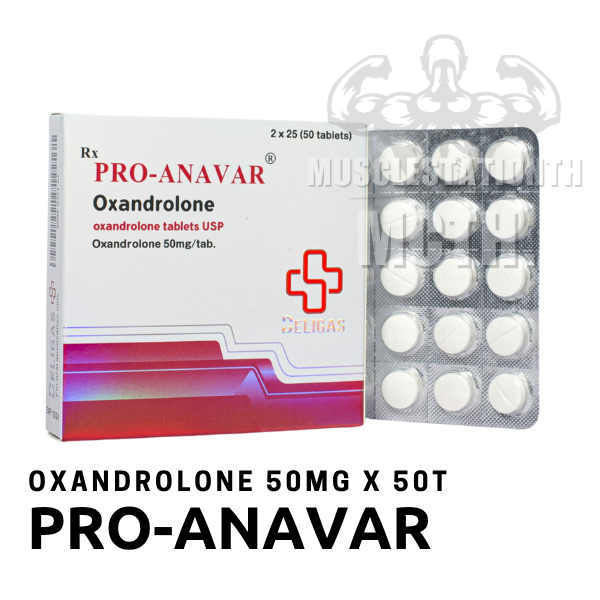 MUSCLESTATIONTH
MSTH
2 x 25 (50 tablets)
Rx
PRO-ANAVAR®
Oxandrolone
oxandrolone tablets USP
Oxandrolone 50mg/tab.
DELIGAS
DELIGAS
OXANDROLONE 50MG X 50T
PRO-ANAVAR